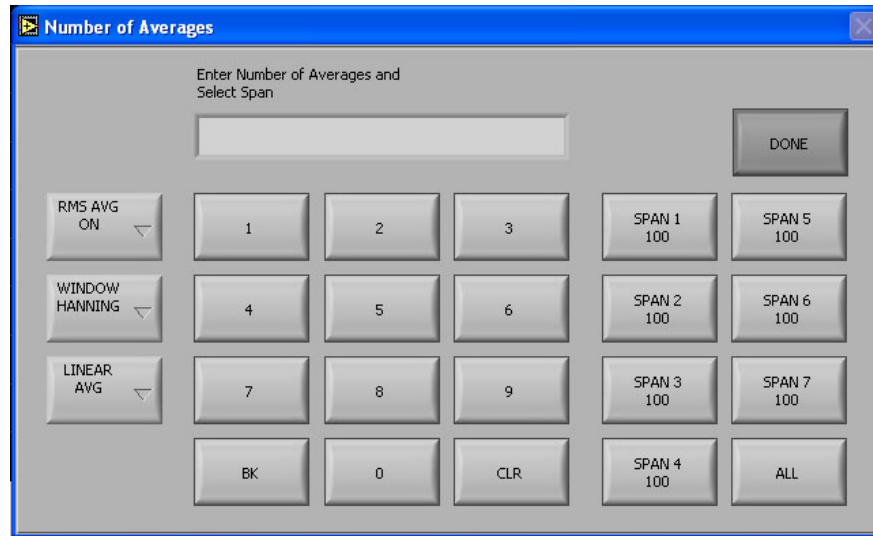 Number of Averages
Enter Number of Averages and
Select Span
DONE
RMS AVG
ON
1
2
3
SPAN 1
100
SPAN 5
100
WINDOW
HANNING
4
5
6
SPAN 2
100
SPAN 6
100
LINEAR
AVG
7
8
9
SPAN 3
100
SPAN 7
100
BK
0
CLR
SPAN 4
100
ALL